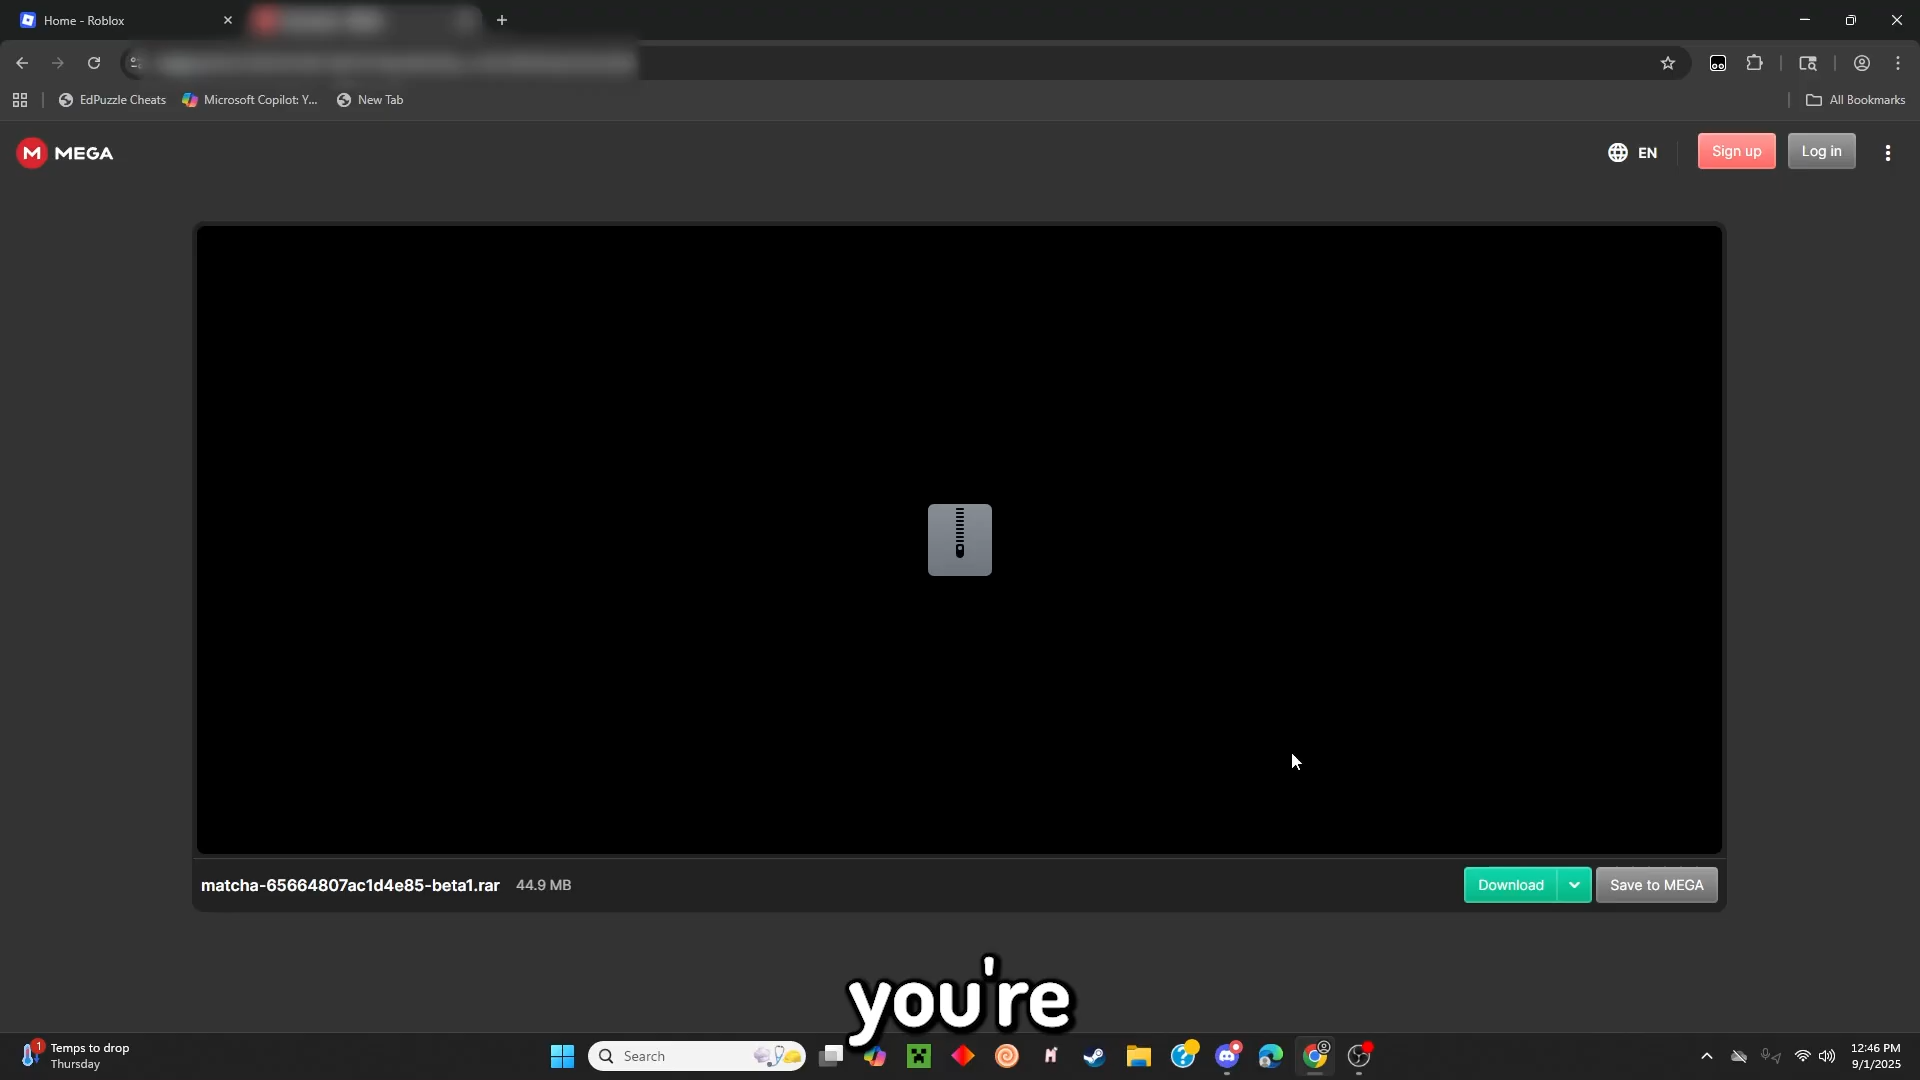 Home - Roblox
EdPuzzle Cheats
Microsoft Copilot: Y...
New Tab
All Bookmarks
M MEGA
EN
Sign up
Log in
matcha-65664807ac1d4e85-beta1.rar 44.9 MB
Download
Save to MEGA
you're
1
Temps to drop
Thursday
Search
12:46 PM
9/1/2025